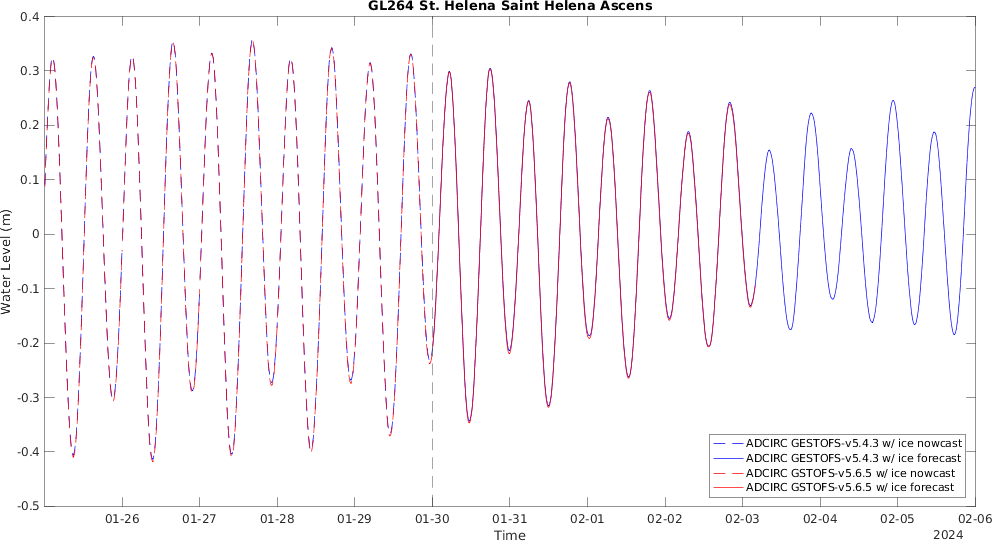 GL264 St. Helena Saint Helena Ascens
0.4
0.3
0.2
0.1
0
-0.1
-0.2
-0.3
-0.4
-0.5
Water Level (m)
01-26 01-27 01-28 01-29 01-30 01-31 02-01 02-02 02-03 02-04 02-05 02-06
Time
2024
ADCIRC GESTOFS-v5.4.3 w/ ice nowcast
ADCIRC GESTOFS-v5.4.3 w/ ice forecast
ADCIRC GSTOFS-v5.6.5 w/ ice nowcast
ADCIRC GSTOFS-v5.6.5 w/ ice forecast